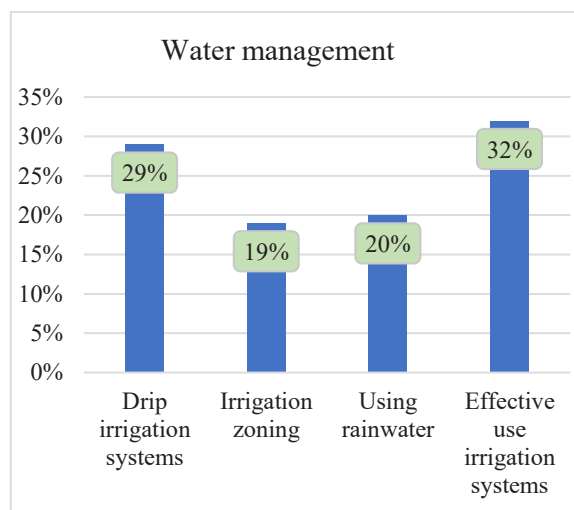 Water management
35%
30%
25%
20%
15%
10%
5%
0%
29%
19%
20%
32%
Drip
irrigation
systems
Irrigation
zoning
Using
rainwater
Effective
use
irrigation
systems